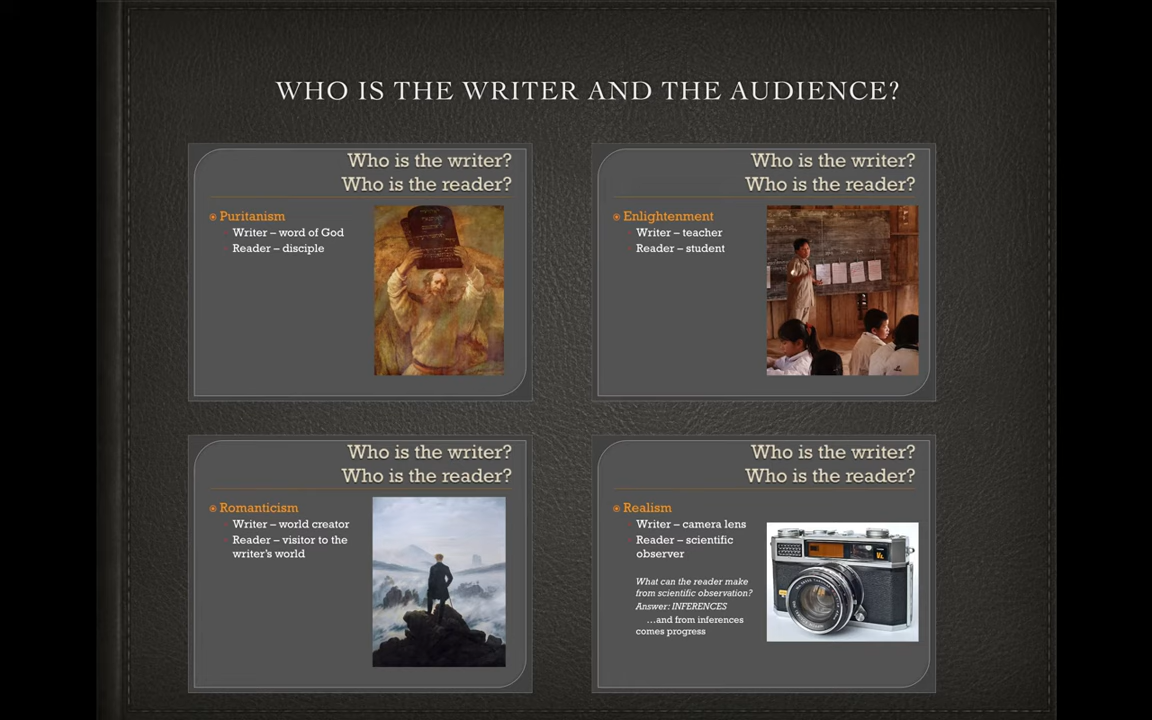 WHO IS THE WRITER AND THE AUDIENCE?
Who is the writer?
Who is the reader?
Puritanism
Writer – word of God
Reader – disciple
Who is the writer?
Who is the reader?
Enlightenment
Writer – teacher
Reader – student
Who is the writer?
Who is the reader?
Romanticism
Writer – world creator
Reader – visitor to the
writer's world
Who is the writer?
Who is the reader?
Realism
Writer – camera lens
Reader – scientific
observer
What can the reader make
from scientific observation?
Answer: INFERENCES
…and from inferences
comes progress